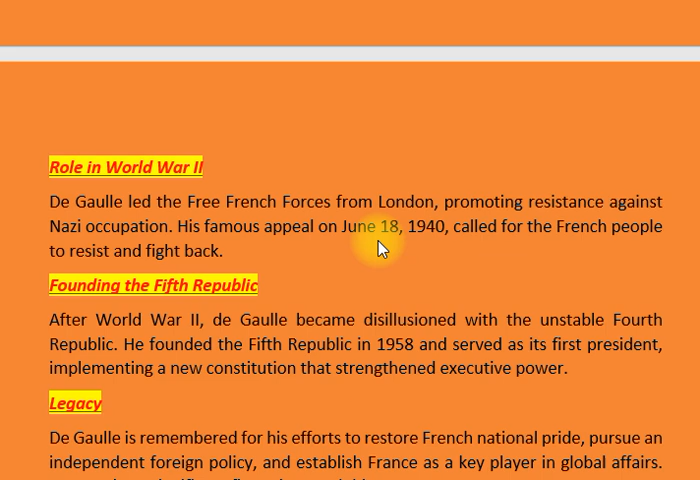 Role in World War II
De Gaulle led the Free French Forces from London, promoting resistance against
Nazi occupation. His famous appeal on June 18, 1940, called for the French people
to resist and fight back.
Founding the Fifth Republic
After World War II, de Gaulle became disillusioned with the unstable Fourth
Republic. He founded the Fifth Republic in 1958 and served as its first president,
implementing a new constitution that strengthened executive power.
Legacy
De Gaulle is remembered for his efforts to restore French national pride, pursue an
independent foreign policy, and establish France as a key player in global affairs.